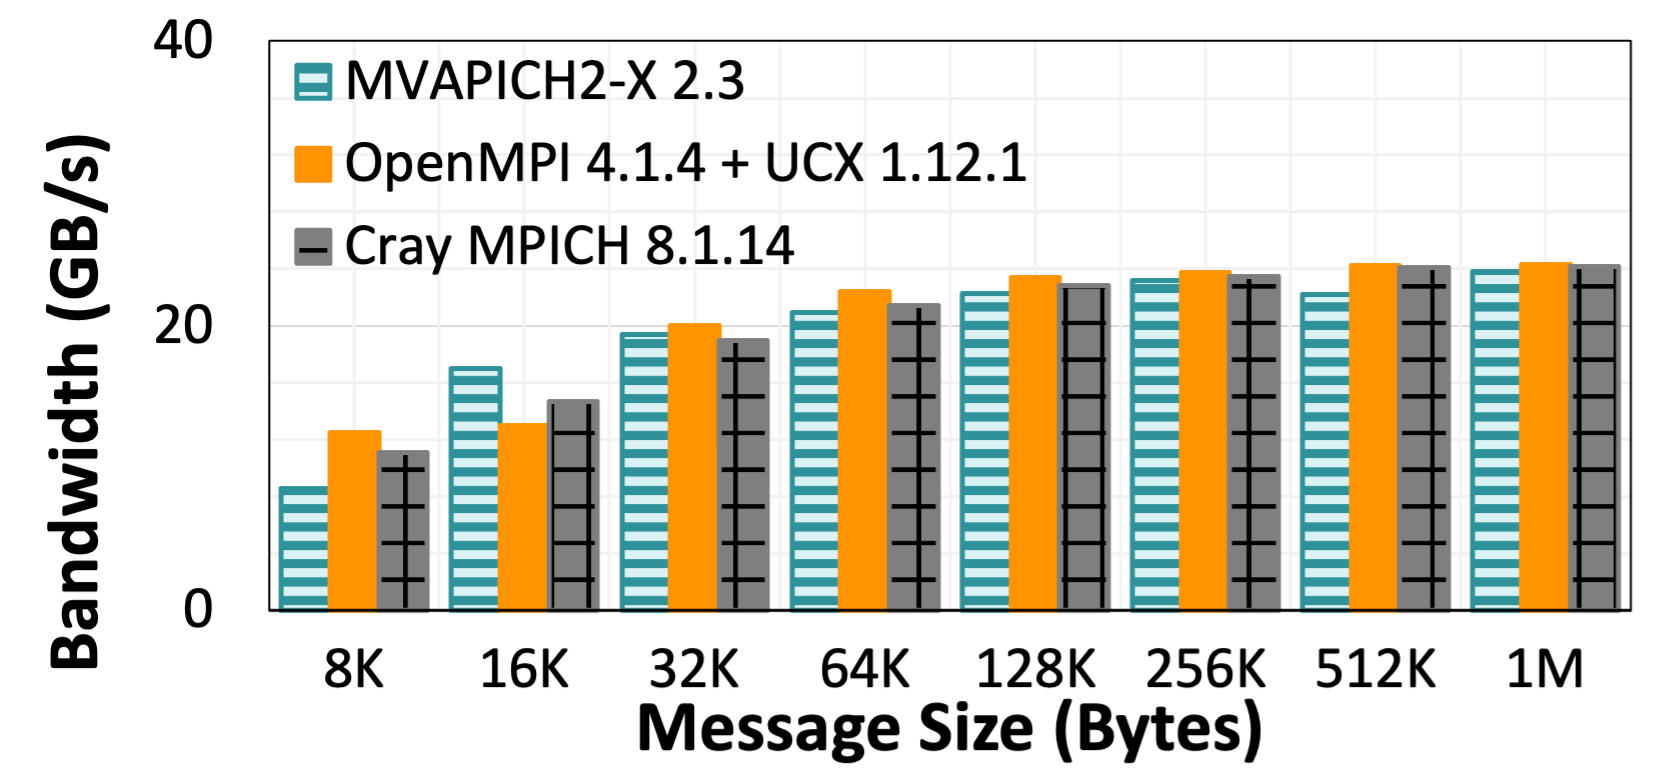 Bandwidth (GB/s)
40
20
0
MVAPICH2-X 2.3
OpenMPI 4.1.4 + UCX 1.12.1
Cray MPICH 8.1.14
8K 16K 32K 64K 128K 256K 512K 1M
Message Size (Bytes)